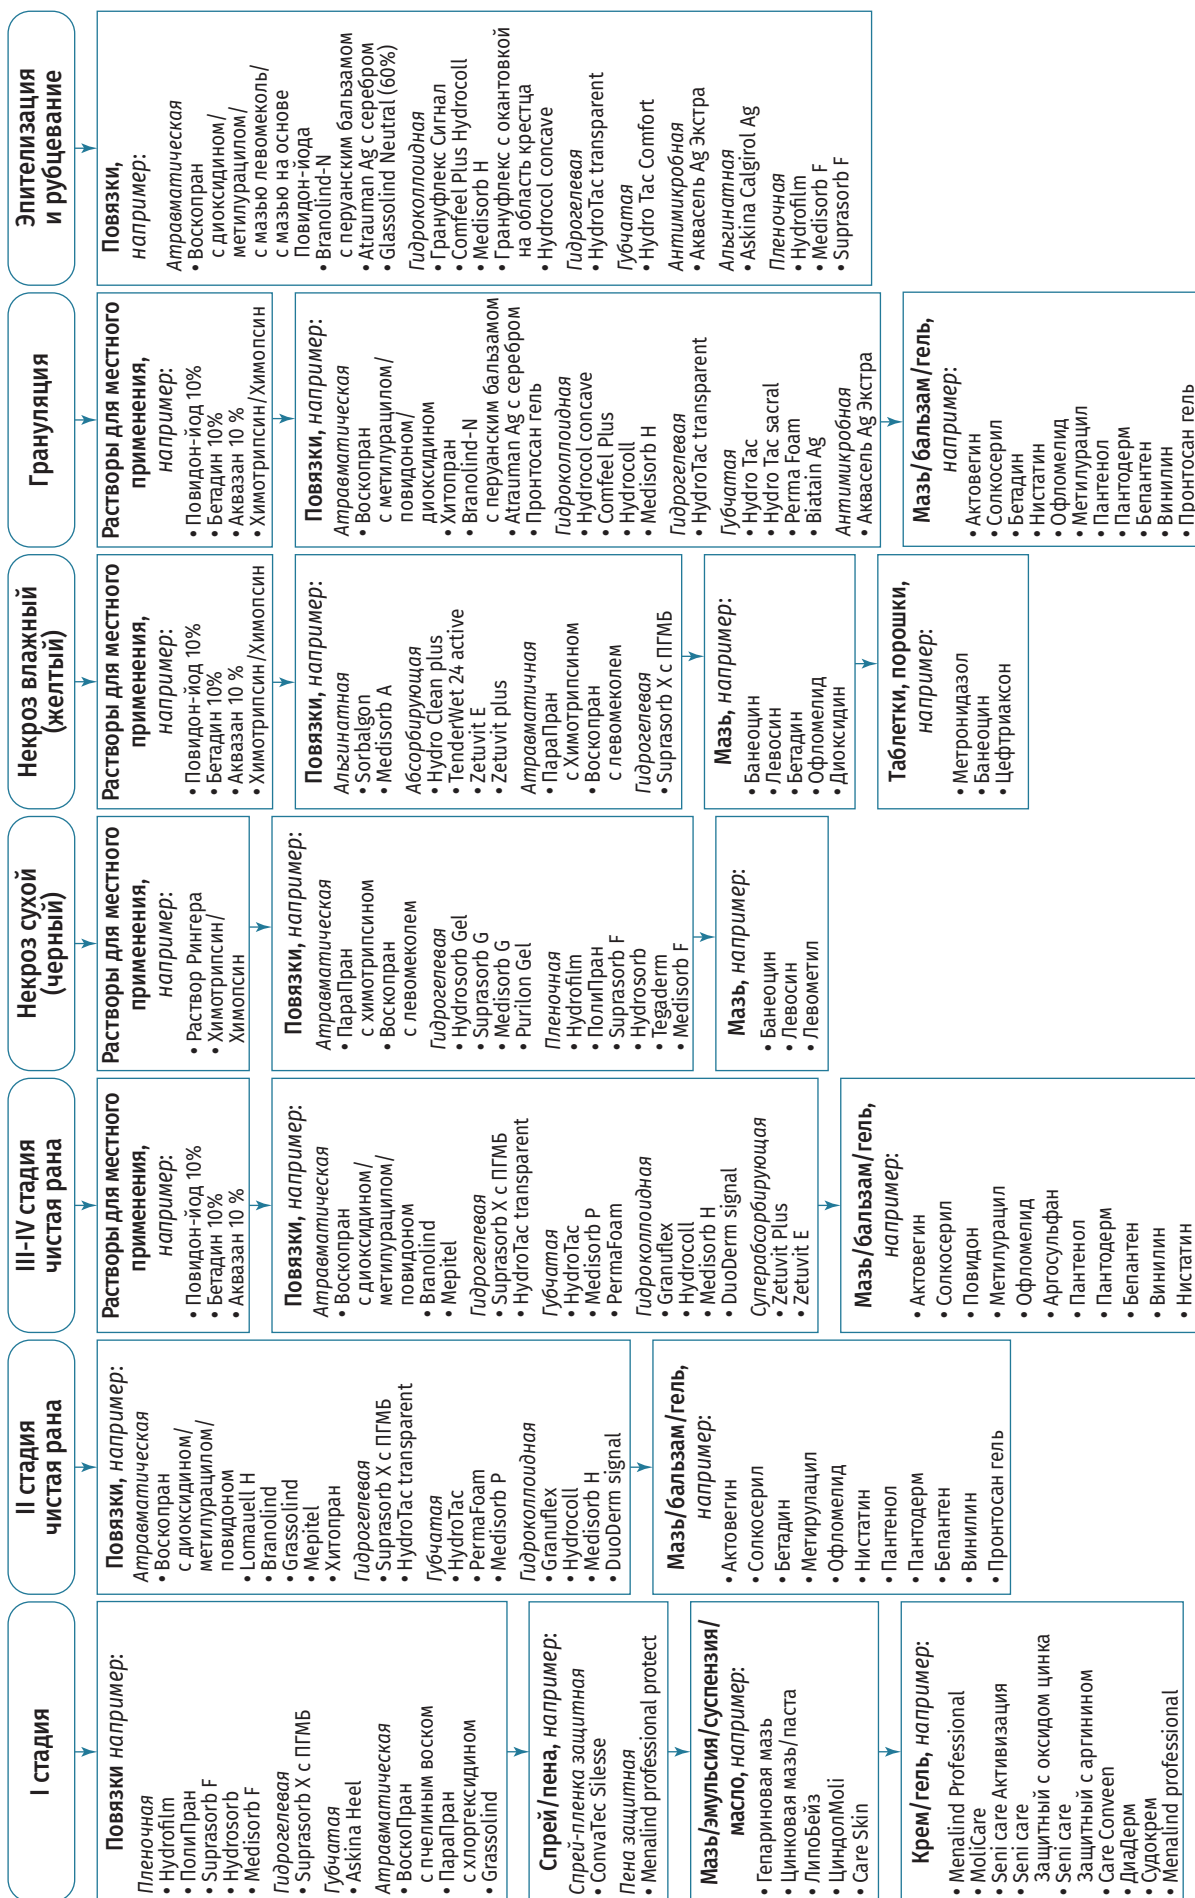 I стадия
Повязки например:
Пленочная
• Hydrofilm
• ПолиПран
• Suprasorb F
• Hydrosorb
• Medisorb F
Гидрогелевая
• Suprasorb X с ПГМБ
Губчатая
• Askina Heel
Атравматическая
• ВоскоПран
с пчелиным воском
• ПараПран
с хлоргексидином
• Grassolind
Спрей/пена, например:
Спрей-пленка защитная
• ConvaTec Silesse
Пена защитная
• Menalind professional protect
Мазь/эмульсия/суспензия/
масло, например:
• Гепариновая мазь
• Цинковая мазь/паста
• ЛипоБейз
• ЦиндолMoli
• Care Skin
Крем/гель, например:
• Menalind Professional
• MoliCare
• Seni care Активизация
• Seni care
Защитный с оксидом цинка
• Seni care
Защитный с аргинином
• Care Conveen
• ДиаДерм
• Судокрем
• Menalind professional
II стадия
чистая рана
Повязки, например:
Атравматическая
• Воскопран
с диоксидином/
метилурацилом/
повидоном
• Lomauell H
• Branolind
• Grassolind
• Mepitel
• Хитопран
Гидрогелевая
• Suprasorb X с ПГМБ
• HydroTac transparent
Губчатая
• HydroTac
• PermaFoam
• Medisorb P
Гидроколлоидная
• Granuflex
• Hydrocoll
• Medisorb H
• DuoDerm signal
Мазь/бальзам/гель,
например:
• Актовегин
• Солкосерил
• Бетадин
• Метирулацил
• Офломелид
• Нистатин
• Пантенол
• Пантодерм
• Бепантен
• Винилин
• Пронтосан гель
III-IV стадия
чистая рана
Растворы для местного
применения,
например:
• Повидон-йод 10%
• Бетадин 10%
• Аквазан 10 %
Повязки, например:
Атравматическая
• Воскопран
с диоксидином/
метилурацилом/
повидоном
• Branolind
• Mepitel
Гидрогелевая
• Suprasorb X с ПГМБ
• HydroTac transparent
Губчатая
• HydroTac
• Medisorb P
• PermaFoam
Гидроколлоидная
• Granuflex
• Hydrocoll
• Medisorb H
• DuoDerm signal
Суперабсорбирующая
• Zetuvit Plus
• Zetuvit E
Мазь/бальзам/гель,
например:
• Актовегин
• Солкосерил
• Повидон
• Метилурацил
• Офломелид
• Аргосульфан
• Пантенол
• Пантодерм
• Бепантен
• Винилин
• Нистатин
Некроз сухой
(черный)
Растворы для местного
применения,
например:
• Раствор Рингера
• Химотрипсин/
Химопсин
Повязки, например:
Атравматическая
• ПараПран
с химотрипсином
• Воскопран
с левомеколем
Гидрогелевая
• Hydrosorb Gel
• Suprasorb G
• Medisorb G
• Purilon Gel
Пленочная
• Hydrofilm
• ПолиПран
• Suprasorb F
• Hydrosorb
• Tegaderm
• Medisorb F
Мазь, например:
• Банеоцин
• Левосин
• Левометил
Некроз влажный
(желтый)
Растворы для местного
применения,
например:
• Повидон-йод 10%
• Бетадин 10%
• Аквазан 10 %
• Химотрипсин /Химопсин
Повязки, например:
Альгинатная
• Sorbalgon
• Medisorb A
Абсорбирующая
• Hydro Clean plus
• TenderWet 24 active
• Zetuvit E
• Zetuvit plus
Атравматичная
• ПараПран
с Химотрипсином
• Воскопран
с левомеколем
Гидрогелевая
• Suprasorb X с ПГМБ
Мазь, например:
• Банеоцин
• Левосин
• Бетадин
• Офломелид
• Диоксидин
Таблетки, порошки,
например:
• Метронидазол
• Банеоцин
• Цефтриаксон
Грануляция
Растворы для местного
применения,
например:
• Повидон-йод 10%
• Бетадин 10%
• Аквазан 10 %
• Химотрипсин/Химопсин
Повязки, например:
Атравматическая
• Воскопран
с метилурацилом/
повидоном/
диоксидином
• Хитопран
• Branolind-N
с перуанским бальзамом
• Atrauman Ag с серебром
• Пронтосан гель
Гидроколлоидная
• Hydrocol concave
• Comfeel Plus
• Hydrocoll
• Medisorb H
Гидрогелевая
• HydroTac transparent
Губчатая
• Hydro Tac
• Hydro Tac sacral
• Perma Foam
• Biatain Ag
Антимикробная
• Аквасель Ag Экстра
Мазь/бальзам/гель,
например:
• Актовегин
• Солкосерил
• Бетадин
• Нистатин
• Офломелид
• Метилурацил
• Пантенол
• Пантодерм
• Бепантен
• Винилин
• Пронтосан гель
Эпителизация
и рубцевание
Повязки,
например:
Атравматическая
• Воскопран
с диоксидином/
метилурацилом/
с мазью левомеколь/
с мазью на основе
Повидон-йода
• Branolind-N
с перуанским бальзамом
• Atrauman Ag с серебром
• Glassolind Neutral (60%)
Гидроколлоидная
• Грануфлекс Сигнал
• Comfeel Plus Hydrocoll
• Medisorb H
• Грануфлекс с окантовкой
на область крестца
• Hydrocol concave
Гидрогелевая
• HydroTac transparent
Губчатая
• Hydro Tac Comfort
Антимикробная
• Аквасель Ag Экстра
Альгинатная
• Askina Calgirol Ag
Пленочная
• Hydrofilm
• Medisorb F
• Suprasorb F